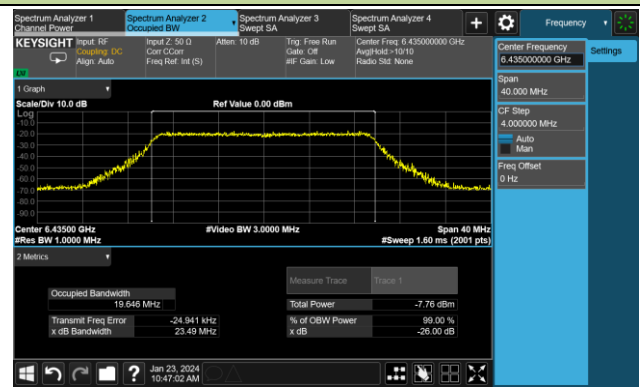 Spectrum Analyzer 1
Channel Power
Spectrum Analyzer 2
Occupied BW
Spectrum Analyzer 3
Swept SA
Spectrum Analyzer 4
Swept SA
+
Frequency
KEYSIGHT
Input: RF
Coupling: DC
Align: Auto
Input Z: 50 Ω
Corr CCorr
Freq Ref: Int (S)
Atten: 10 dB
Trig: Free Run
Gate: Off
#IF Gain: Low
Center Freq: 6.435000000 GHz
Avg|Hold:>10/10
Radio Std: None
LXI
Center Frequency
6.435000000 GHz
Settings
Span
40.000 MHz
CF Step
4.000000 MHz
Auto
Man
Freq Offset
0 Hz
1 Graph
Scale/Div 10.0 dB
Ref Value 0.00 dBm
Log
-10.0
-20.0
-30.0
-40.0
-50.0
-60.0
-70.0
-80.0
-90.0
Center 6.43500 GHz
#Res BW 1.0000 MHz
#Video BW 3.0000 MHz
Span 40 MHz
#Sweep 1.60 ms (2001 pts)
2 Metrics
Measure Trace
Trace 1
Occupied Bandwidth
19.646 MHz
Total Power
-7.76 dBm
Transmit Freq Error
-24.941 kHz
% of OBW Power
99.00 %
x dB Bandwidth
23.49 MHz
x dB
-26.00 dB
?
Jan 23, 2024
10:47:02 AM